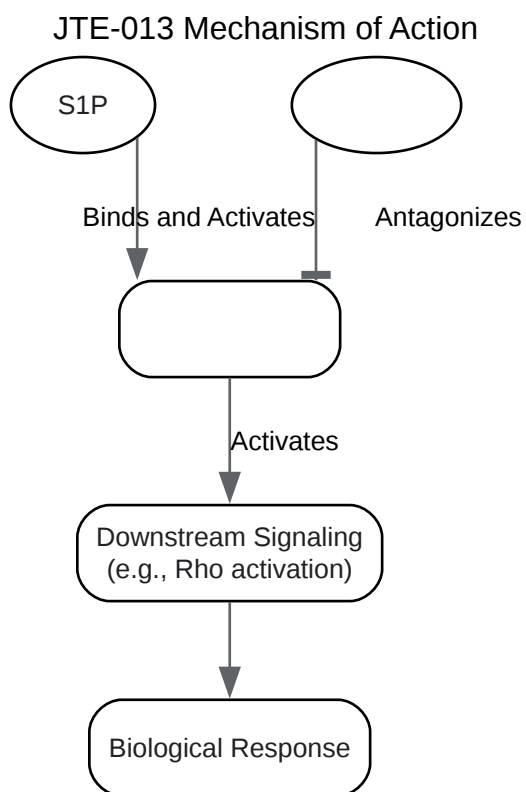 JTE-013 Mechanism of Action
S1P
Binds and Activates
Antagonizes
Activates
Downstream Signaling
(e.g., Rho activation)
Biological Response